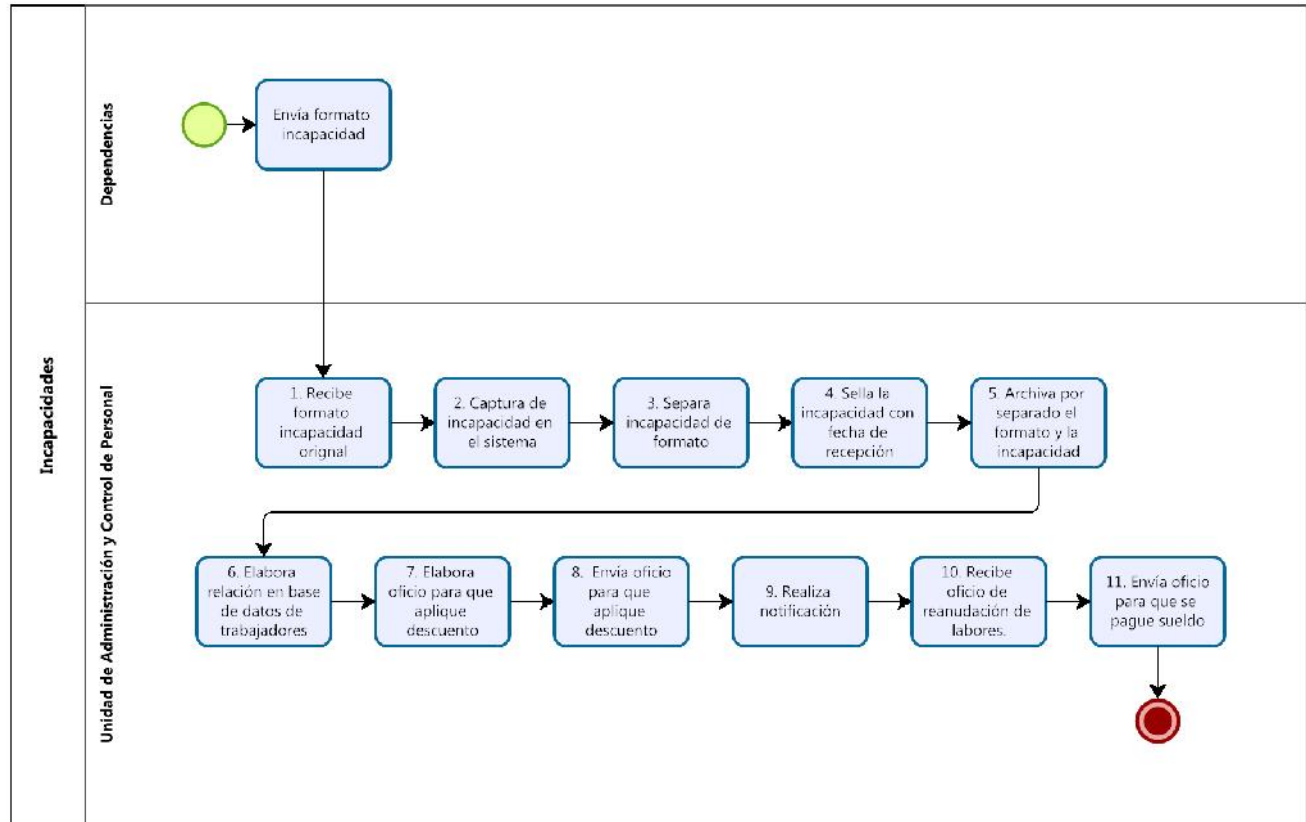 Incapacidades
Dependencias
Envía formato
incapacidad
Unidad de Administración y Control de Personal
1. Recibe
formato
incapacidad
orignal
2. Captura de
incapacidad en
el sistema
3. Separa
incapacidad de
formato
4. Sella la
incapacidad con
fecha de
recepción
5. Archiva por
separado el
formato y la
incapacidad
6. Elabora
relación en base
de datos de
trabajadores
7. Elabora
oficio para que
aplique
descuento
8. Envía oficio
para que
aplique
descuento
9. Realiza
notificación
10. Recibe
oficio de
reanudación de
labores.
11. Envía oficio
para que se
pague sueldo